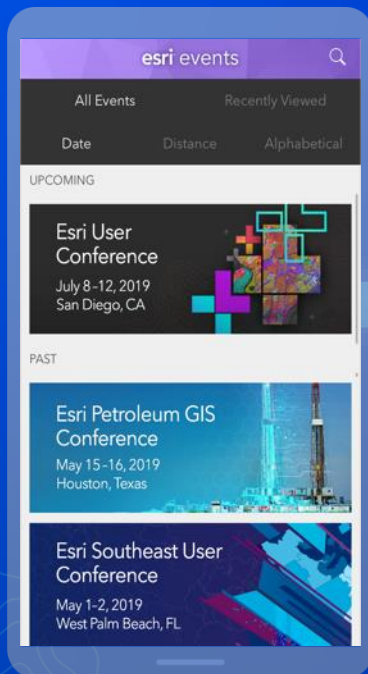 esri events
All Events Recently Viewed
Date Distance Alphabetical
UPCOMING
Esri User
Conference
July 8-12, 2019
San Diego, CA
PAST
Esri Petroleum GIS
Conference
May 15-16, 2019
Houston, Texas
Esri Southeast User
Conference
May 1-2, 2019
West Palm Beach, FL